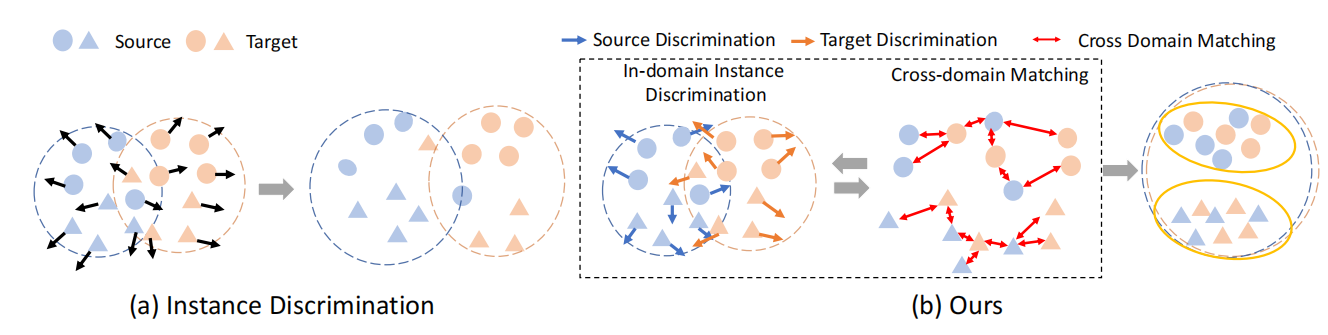 Source
Target
Source Discrimination
Target Discrimination
Cross Domain Matching
In-domain Instance
Discrimination
Cross-domain Matching
(a) Instance Discrimination
(b) Ours